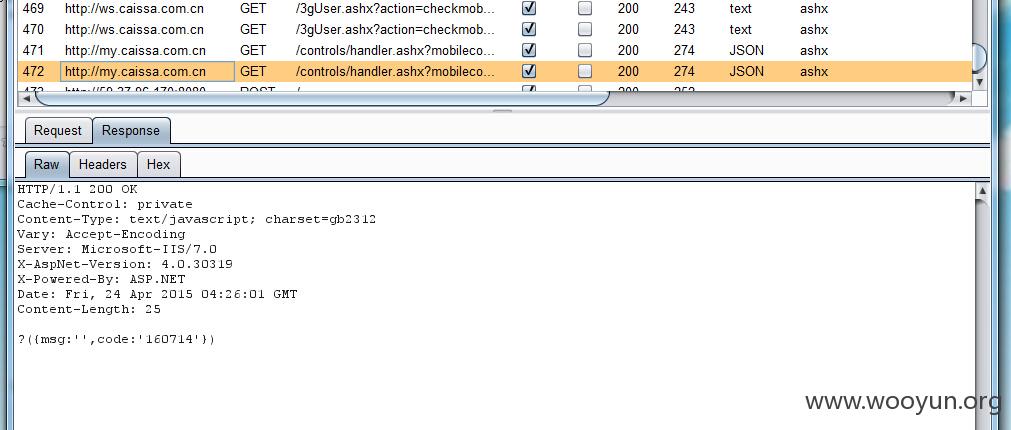 469 http://ws.caissa.com.cn GET /3gUser.ashx?action=checkmob... 200 243 text ashx
470 http://ws.caissa.com.cn GET /3gUser.ashx?action=checkmob... 200 243 text ashx
471 http://my.caissa.com.cn GET /controls/handler.ashx?mobileco... 200 274 JSON ashx
472 http://my.caissa.com.cn GET /controls/handler.ashx?mobileco... 200 274 JSON ashx
Request Response
Raw Headers Hex
HTTP/1.1 200 OK
Cache-Control: private
Content-Type: text/javascript; charset=gb2312
Vary: Accept-Encoding
Server: Microsoft-IIS/7.0
X-AspNet-Version: 4.0.30319
X-Powered-By: ASP.NET
Date: Fri, 24 Apr 2015 04:26:01 GMT
Content-Length: 25
?({msg:'',code:'160714'})
www.wooyun.org